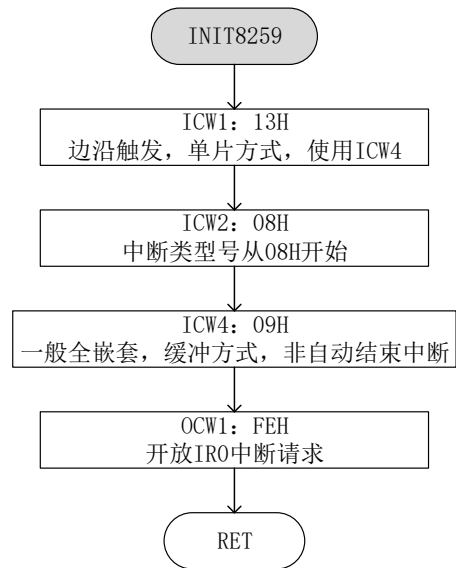 INIT8259
ICW1: 13H
边沿触发，单片方式，使用ICW4
ICW2: 08H
中断类型号从08H开始
ICW4: 09H
一般全嵌套，缓冲方式，非自动结束中断
OCW1: FEH
开放IR0中断请求
RET